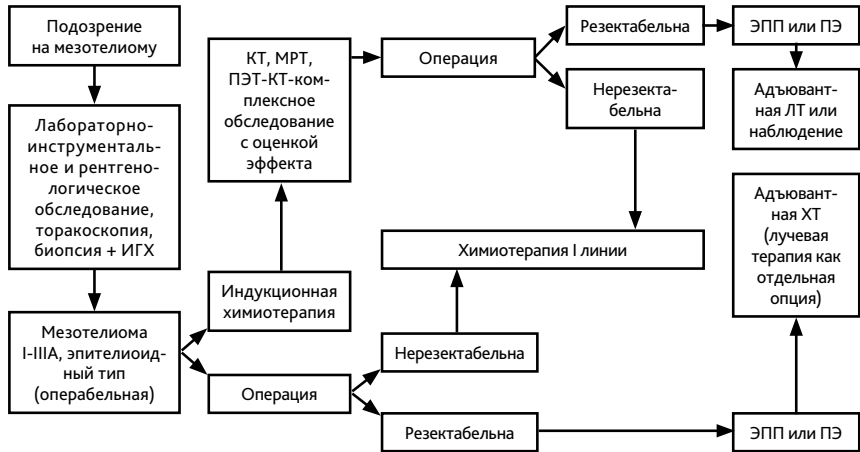 Подозрение
на мезотелиому
Лабораторно-
инструменталь-
ное и рентгено-
логическое
обследование,
торакоскопия,
биопсия + ИГХ
Мезотелиома
I-IIIA, эпителиоид-
ный тип
(операбельная)
Индукционная
химиотерапия
КТ, МРТ,
ПЭТ-КТ-ком-
плексное
обследование
с оценкой
эффекта
Операция
Резектабельна
ЭПП или ПЭ
Адъювант-
ная ЛТ или
наблюдение
Нерезекта-
бельна
Химиотерапия I линии
Операция
Нерезектабельна
Резектабельна
ЭПП или ПЭ
Адъювант-
ная ХТ
(лучевая
терапия как
отдельная
опция)